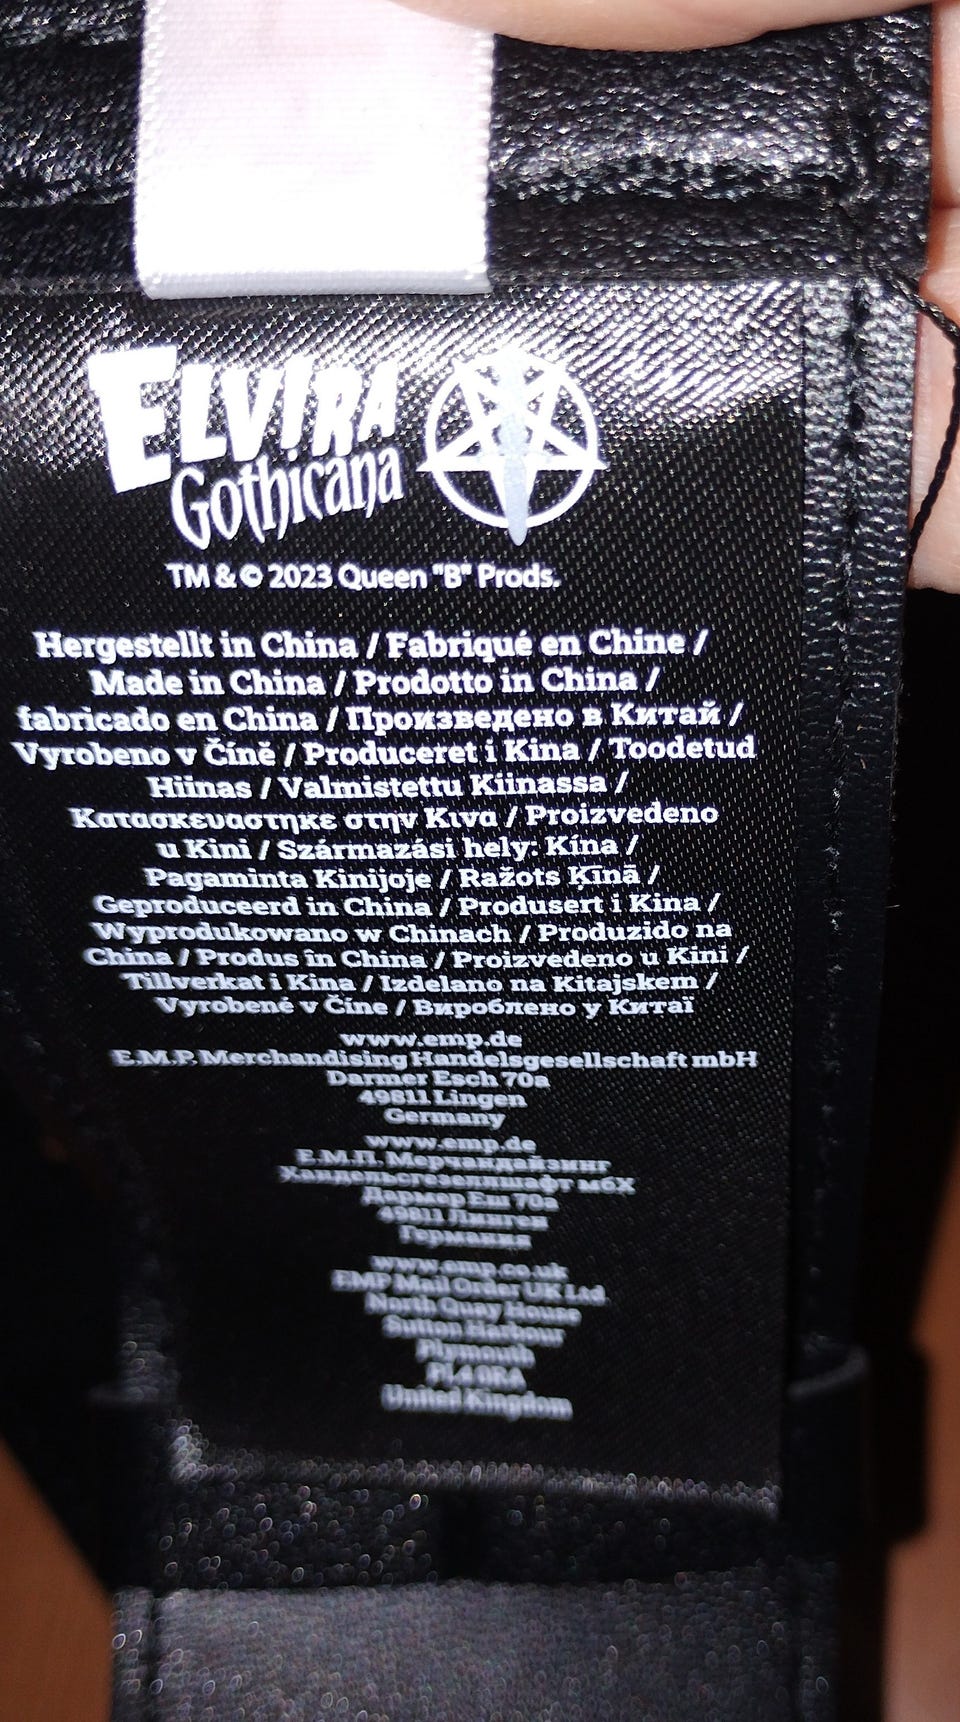 ELVIRA
Gothicana
TM & © 2023 Queen "B" Prods.
Hergestellt in China / Fabriqué en Chine /
Made in China / Prodotto in China /
fabricado en China / Произведено в Китай /
Vyrobeno v Číně / Produceret i Kina / Toodetud
Hiinas / Valmistettu Kiinassa /
Κατασκευαστηκε στην Κινα / Proizvedeno
u Kini / Származási hely: Kína /
Pagaminta Kinijoje / Ražots Ķīnā /
Geproduceerd in China / Produsert i Kina /
Wyprodukowano w Chinach / Produzido na
China / Produs în China / Proizvedeno u Kini /
Tillverkat i Kina / Izdelano na Kitajskem /
Vyrobené v Číne / Вироблено у Китаї
www.emp.de
E.M.P. Merchandising Handelsgesellschaft mbH
Darmer Esch 70a
49811 Lingen
Germany
www.emp.de
Е.М.П. Мерчандайзинг
Хандельсгезельшафт мбХ
Дармер Еш 70а
49811 Линген
Германия
www.emp.co.uk
EMP Mail Order UK Ltd
North Quay House
Sutton Harbour
Plymouth
PL4 0RA
United Kingdom